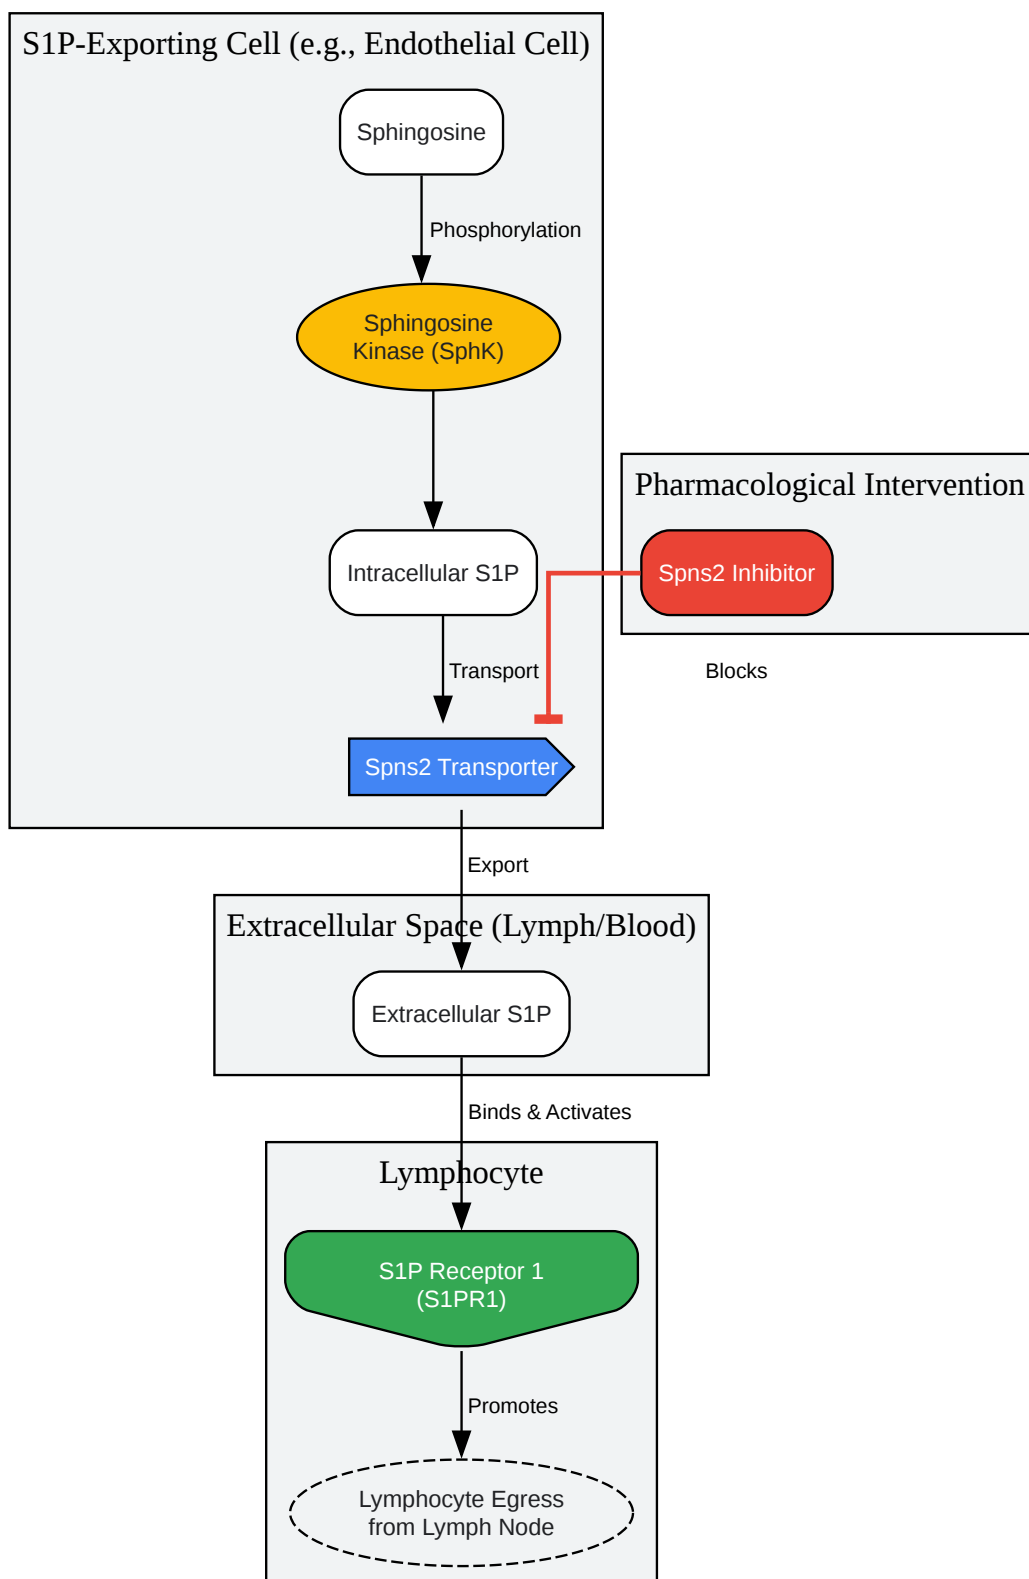 S1P-Exporting Cell (e.g., Endothelial Cell)
Sphingosine
Phosphorylation
Sphingosine
Kinase (SphK)
Pharmacological Intervention
Intracellular S1P
Spns2 Inhibitor
Transport
Blocks
Spns2 Transporter
Export
Extracellular Space (Lymph/Blood)
Extracellular S1P
Binds & Activates
Lymphocyte
S1P Receptor 1
(S1PR1)
Promotes
Lymphocyte Egress
from Lymph Node